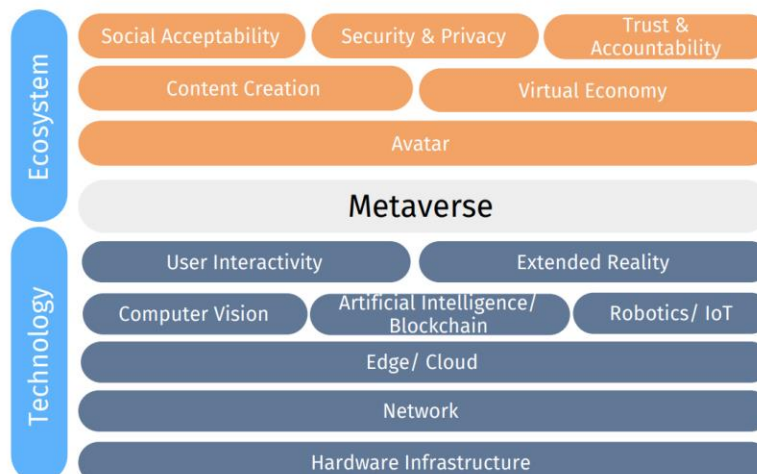 Ecosystem
Social Acceptability
Security & Privacy
Trust &
Accountability
Content Creation
Virtual Economy
Avatar
Metaverse
Technology
User Interactivity
Extended Reality
Computer Vision
Artificial Intelligence/
Blockchain
Robotics/ IoT
Edge/ Cloud
Network
Hardware Infrastructure